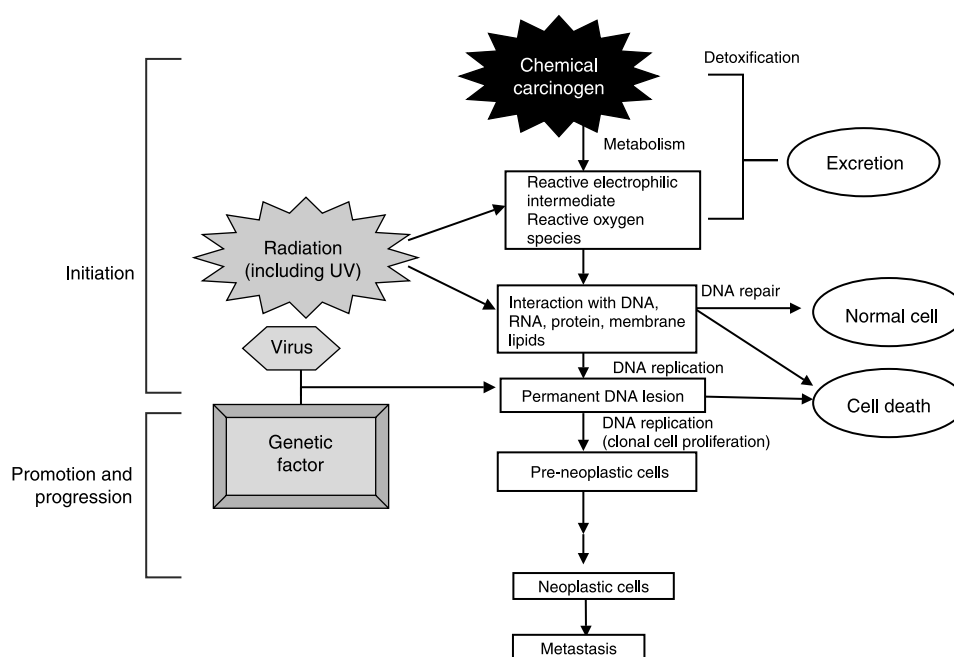 Chemical
carcinogen
Detoxification
Metabolism
Excretion
Reactive electrophilic
intermediate
Reactive oxygen
species
Radiation
(including UV)
Initiation
Interaction with DNA,
RNA, protein, membrane
lipids
DNA repair
Normal cell
Virus
DNA replication
Permanent DNA lesion
Cell death
Genetic
factor
DNA replication
(clonal cell proliferation)
Promotion and
progression
Pre-neoplastic cells
Neoplastic cells
Metastasis